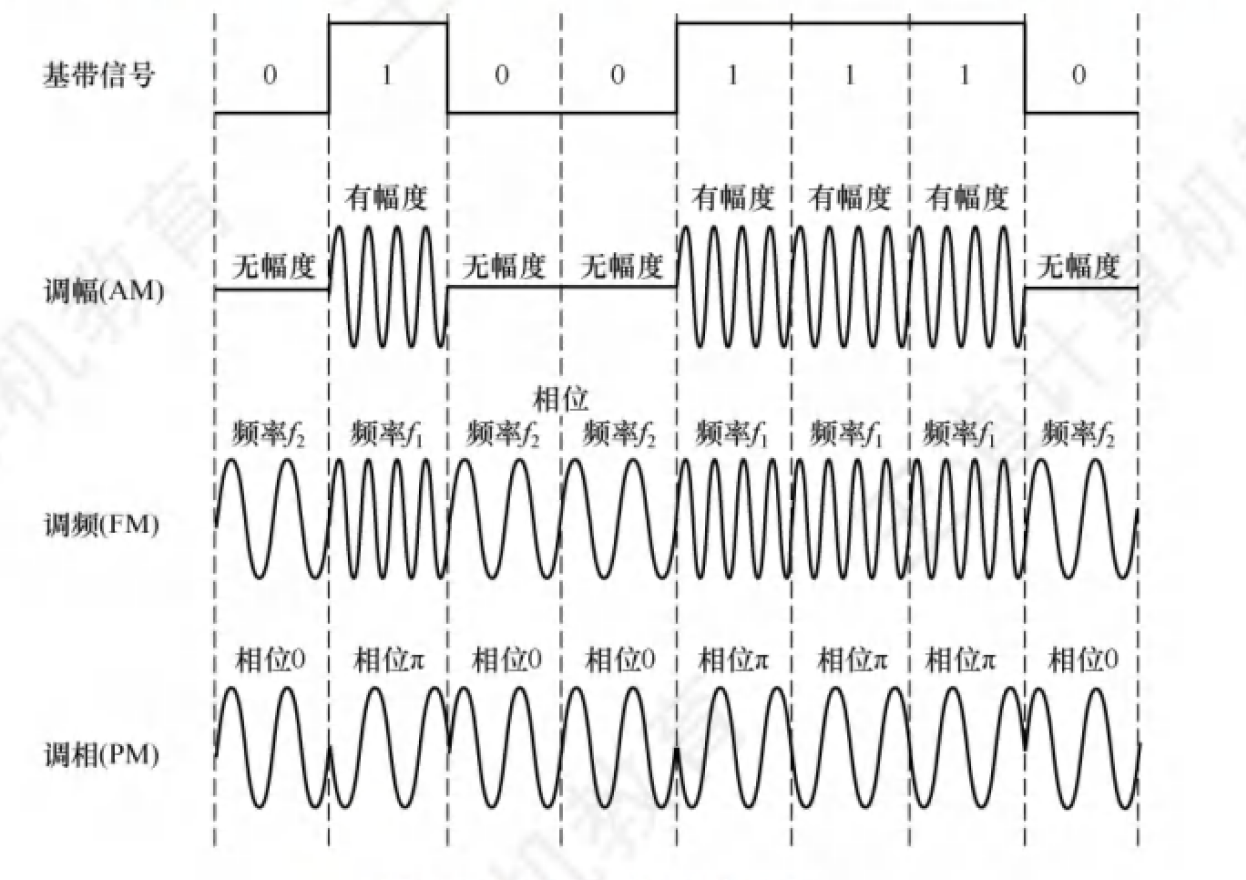 基带信号 0 1 0 0 1 1 1 0
有幅度 有幅度 有幅度 有幅度
无幅度 无幅度 无幅度 无幅度
调幅(AM)
相位
频率f₂ 频率f₁ 频率f₂ 频率f₂ 频率f₁ 频率f₁ 频率f₁ 频率f₂
调频(FM)
相位0 相位π 相位0 相位0 相位π 相位π 相位π 相位0
调相(PM)